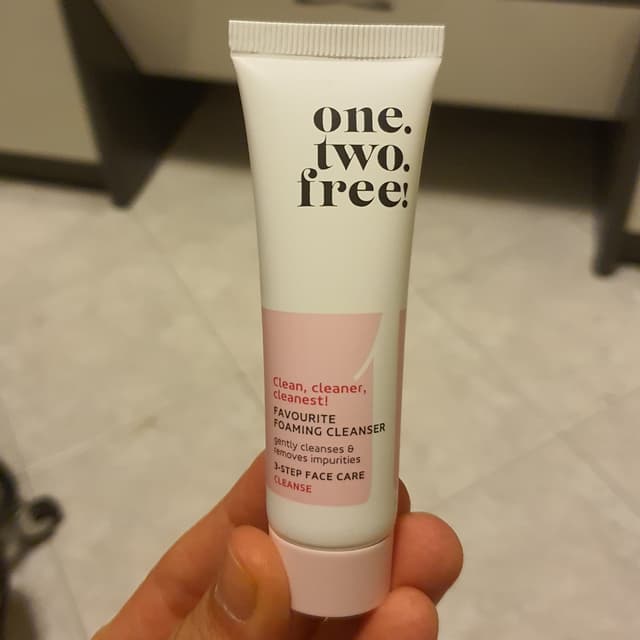 one.
two.
free!
Clean, cleaner,
cleanest!
FAVOURITE
FOAMING CLEANSER
gently cleanses &
removes impurities
3-STEP FACE CARE
CLEANSE